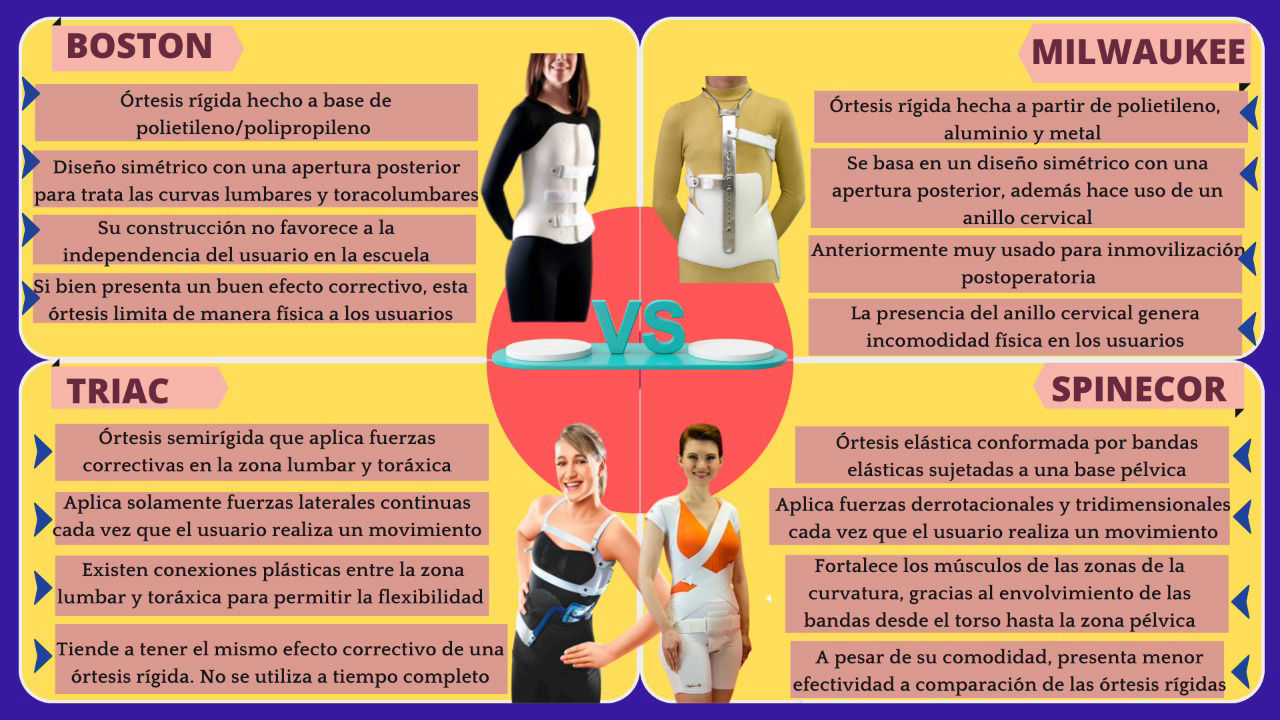 BOSTON
Órtesis rígida hecho a base de
polietileno/polipropileno
Diseño simétrico con una apertura posterior
para trata las curvas lumbares y toracolumbares
Su construcción no favorece a la
independencia del usuario en la escuela
Si bien presenta un buen efecto correctivo, esta
órtesis limita de manera física a los usuarios
MILWAUKEE
Órtesis rígida hecha a partir de polietileno,
aluminio y metal
Se basa en un diseño simétrico con una
apertura posterior, además hace uso de un
anillo cervical
Anteriormente muy usado para inmovilización
postoperatoria
La presencia del anillo cervical genera
incomodidad física en los usuarios
VS
TRIAC
Órtesis semirígida que aplica fuerzas
correctivas en la zona lumbar y toráxica
Aplica solamente fuerzas laterales continuas
cada vez que el usuario realiza un movimiento
Existen conexiones plásticas entre la zona
lumbar y toráxica para permitir la flexibilidad
Tiende a tener el mismo efecto correctivo de una
órtesis rígida. No se utiliza a tiempo completo
SPINECOR
Órtesis elástica conformada por bandas
elásticas sujetadas a una base pélvica
Aplica fuerzas derrotacionales y tridimensionales
cada vez que el usuario realiza un movimiento
Fortalece los músculos de las zonas de la
curvatura, gracias al envolvimiento de las
bandas desde el torso hasta la zona pélvica
A pesar de su comodidad, presenta menor
efectividad a comparación de las órtesis rígidas